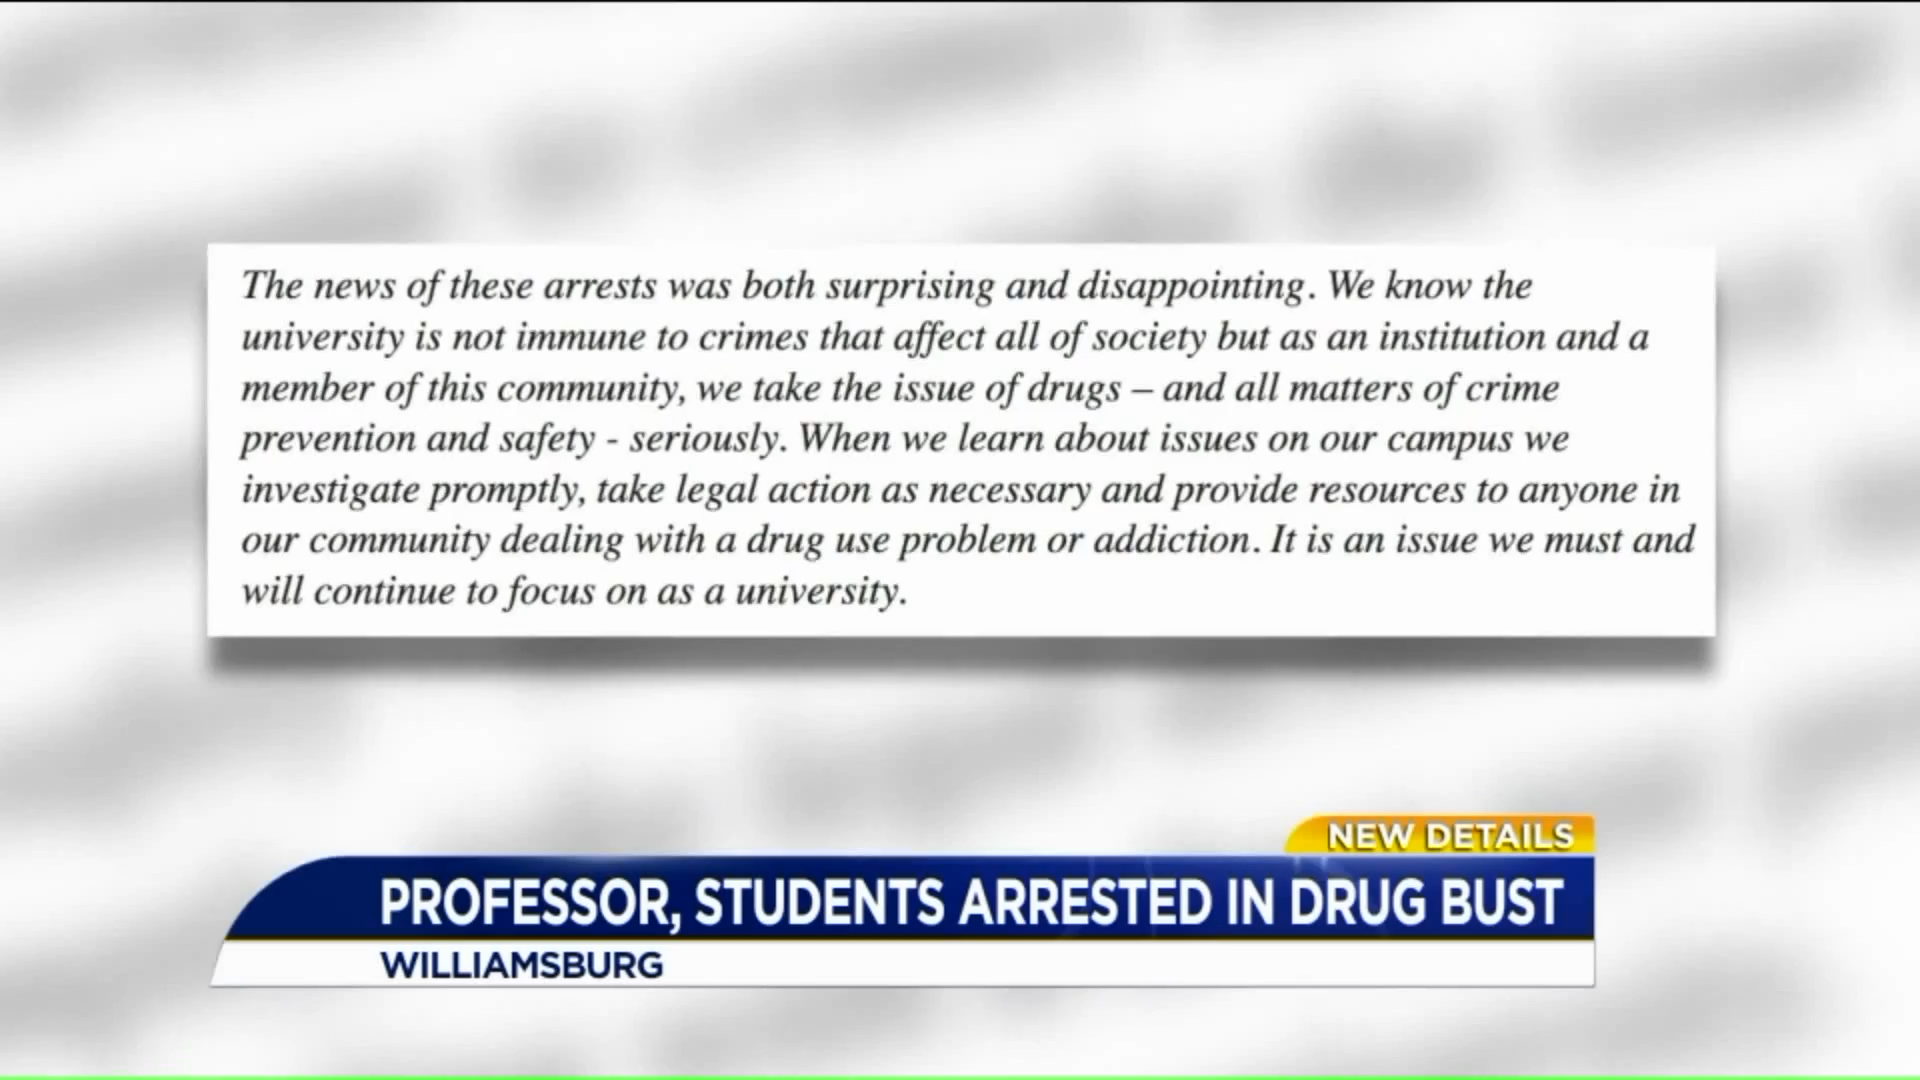 The news of these arrests was both surprising and disappointing. We know the
university is not immune to crimes that affect all of society but as an institution and a
member of this community, we take the issue of drugs – and all matters of crime
prevention and safety - seriously. When we learn about issues on our campus we
investigate promptly, take legal action as necessary and provide resources to anyone in
our community dealing with a drug use problem or addiction. It is an issue we must and
will continue to focus on as a university.
NEW DETAILS
PROFESSOR, STUDENTS ARRESTED IN DRUG BUST
WILLIAMSBURG